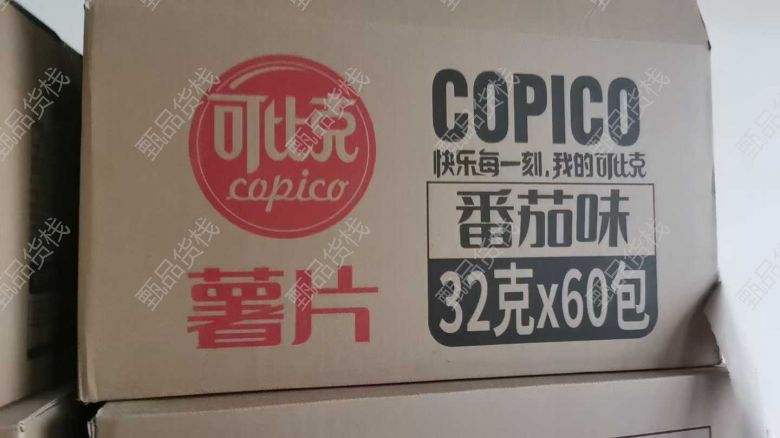 可比克
copico
薯片
COPICO
快乐每一刻,我的可比克
番茄味
32克x60包
甄品货栈